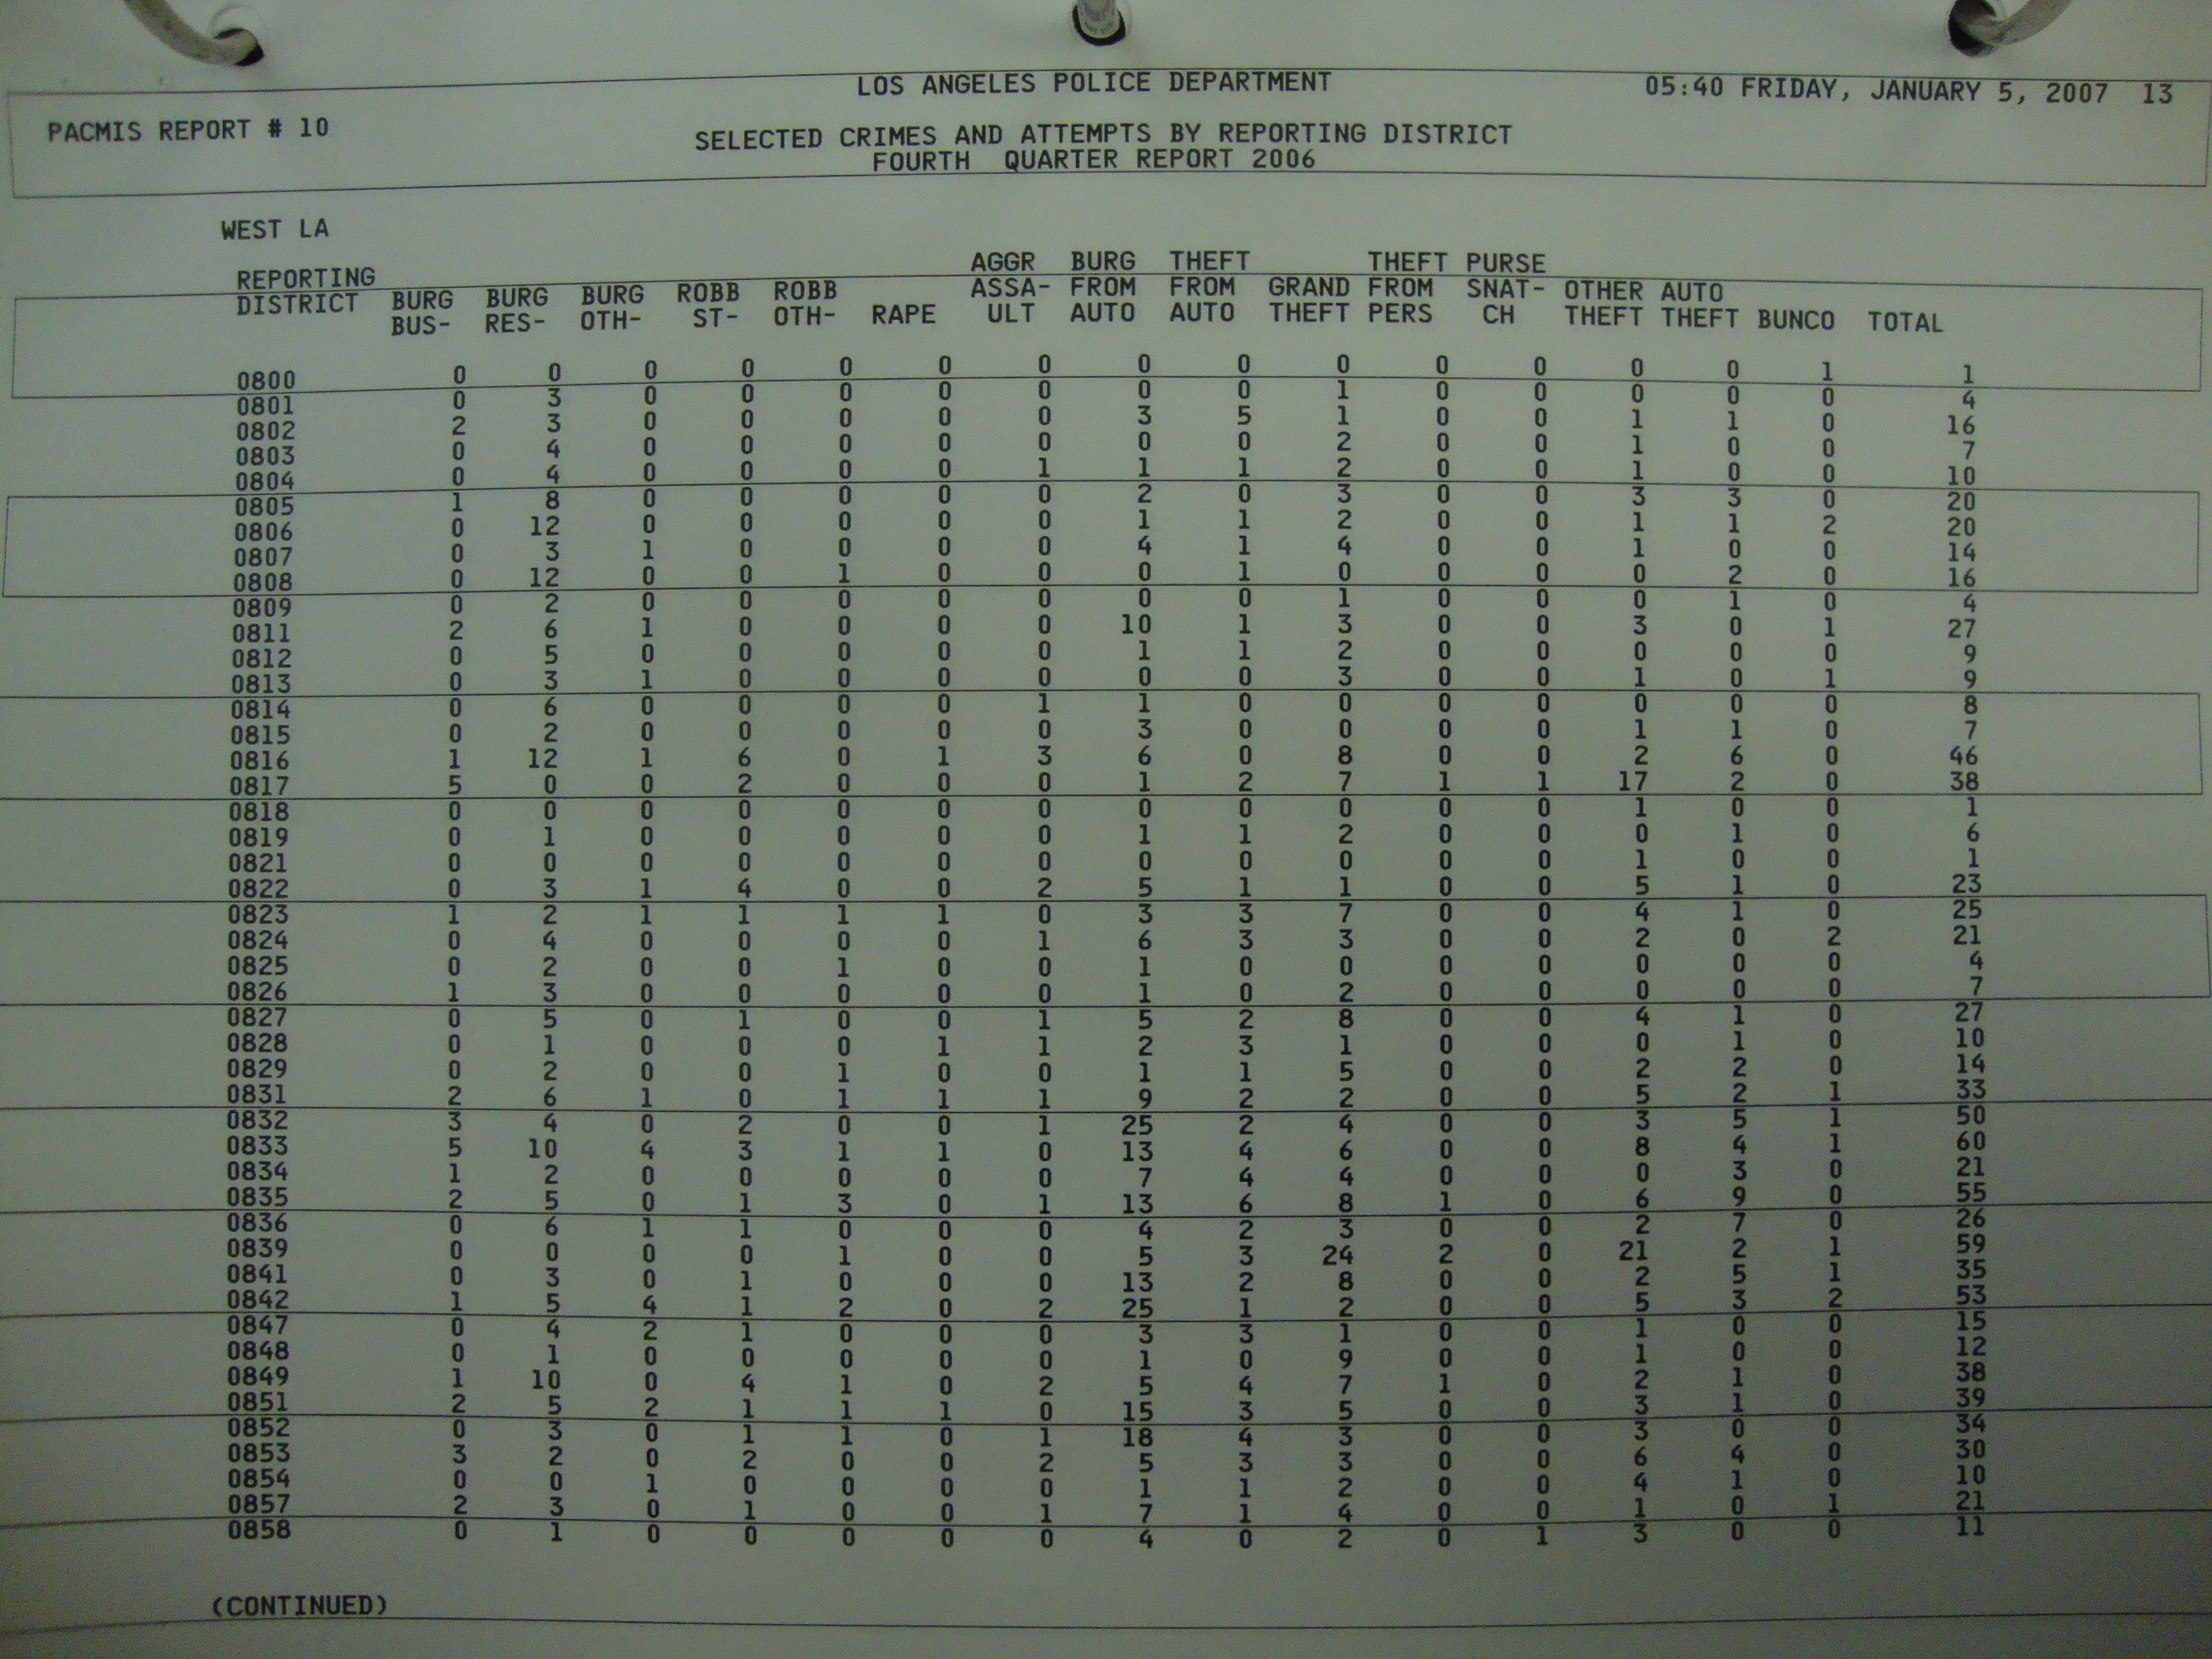 LOS ANGELES POLICE DEPARTMENT 05:40 FRIDAY, JANUARY 5, 2007 13
PACMIS REPORT # 10
SELECTED CRIMES AND ATTEMPTS BY REPORTING DISTRICT
FOURTH QUARTER REPORT 2006
WEST LA
AGGR BURG THEFT THEFT PURSE
REPORTING BURG BURG BURG ROBB ROBB ASSA- FROM FROM GRAND FROM SNAT- OTHER AUTO
DISTRICT BUS- RES- OTH- ST- OTH- RAPE ULT AUTO AUTO THEFT PERS CH THEFT THEFT BUNCO TOTAL
0800 0 0 0 0 0 0 0 0 0 0 0 0 0 0 1 1
0801 0 3 0 0 0 0 0 0 0 1 0 0 0 0 0 4
0802 2 3 0 0 0 0 0 3 5 1 0 0 1 1 0 16
0803 0 4 0 0 0 0 0 0 0 2 0 0 1 0 0 7
0804 0 4 0 0 0 0 1 1 1 2 0 0 1 0 0 10
0805 1 8 0 0 0 0 0 2 0 3 0 0 3 3 0 20
0806 0 12 0 0 0 0 0 1 1 2 0 0 1 1 2 20
0807 0 3 1 0 0 0 0 4 1 4 0 0 1 0 0 14
0808 0 12 0 0 1 0 0 0 1 0 0 0 0 2 0 16
0809 0 2 0 0 0 0 0 0 0 1 0 0 0 1 0 4
0811 2 6 1 0 0 0 0 10 1 3 0 0 3 0 1 27
0812 0 5 0 0 0 0 0 1 1 2 0 0 0 0 0 9
0813 0 3 1 0 0 0 0 0 0 3 0 0 1 0 1 9
0814 0 6 0 0 0 0 1 1 0 0 0 0 0 0 0 8
0815 0 2 0 0 0 0 0 3 0 0 0 0 1 1 0 7
0816 1 12 1 6 0 1 3 6 0 8 0 0 2 6 0 46
0817 5 0 0 2 0 0 0 1 2 7 1 1 17 2 0 38
0818 0 0 0 0 0 0 0 0 0 0 0 0 1 0 0 1
0819 0 1 0 0 0 0 0 1 1 2 0 0 0 1 0 6
0821 0 0 0 0 0 0 0 0 0 0 0 0 1 0 0 1
0822 0 3 1 4 0 0 2 5 1 1 0 0 5 1 0 23
0823 1 2 1 1 1 1 0 3 3 7 0 0 4 1 0 25
0824 0 4 0 0 0 0 1 6 3 3 0 0 2 0 2 21
0825 0 2 0 0 1 0 0 1 0 0 0 0 0 0 0 4
0826 1 3 0 0 0 0 0 1 0 2 0 0 0 0 0 7
0827 0 5 0 1 0 0 1 5 2 8 0 0 4 1 0 27
0828 0 1 0 0 0 1 1 2 3 1 0 0 0 1 0 10
0829 0 2 0 0 1 0 0 1 1 5 0 0 2 2 0 14
0831 2 6 1 0 1 1 1 9 2 2 0 0 5 2 1 33
0832 3 4 0 2 0 0 1 25 2 4 0 0 3 5 1 50
0833 5 10 4 3 1 1 0 13 4 6 0 0 8 4 1 60
0834 1 2 0 0 0 0 0 7 4 4 0 0 0 3 0 21
0835 2 5 0 1 3 0 1 13 6 8 1 0 6 9 0 55
0836 0 6 1 1 0 0 0 4 2 3 0 0 2 7 0 26
0839 0 0 0 0 1 0 0 5 3 24 2 0 21 2 1 59
0841 0 3 0 1 0 0 0 13 2 8 0 0 2 5 1 35
0842 1 5 4 1 2 0 2 25 1 2 0 0 5 3 2 53
0847 0 4 2 1 0 0 0 3 3 1 0 0 1 0 0 15
0848 0 1 0 0 0 0 0 1 0 9 0 0 1 0 0 12
0849 1 10 0 4 1 0 2 5 4 7 1 0 2 1 0 38
0851 2 5 2 1 1 1 0 15 3 5 0 0 3 1 0 39
0852 0 3 0 1 1 0 1 18 4 3 0 0 3 0 0 34
0853 3 2 0 2 0 0 2 5 3 3 0 0 6 4 0 30
0854 0 0 1 0 0 0 0 1 1 2 0 0 4 1 0 10
0857 2 3 0 1 0 0 1 7 1 4 0 0 1 0 1 21
0858 0 1 0 0 0 0 0 4 0 2 0 1 3 0 0 11
(CONTINUED)